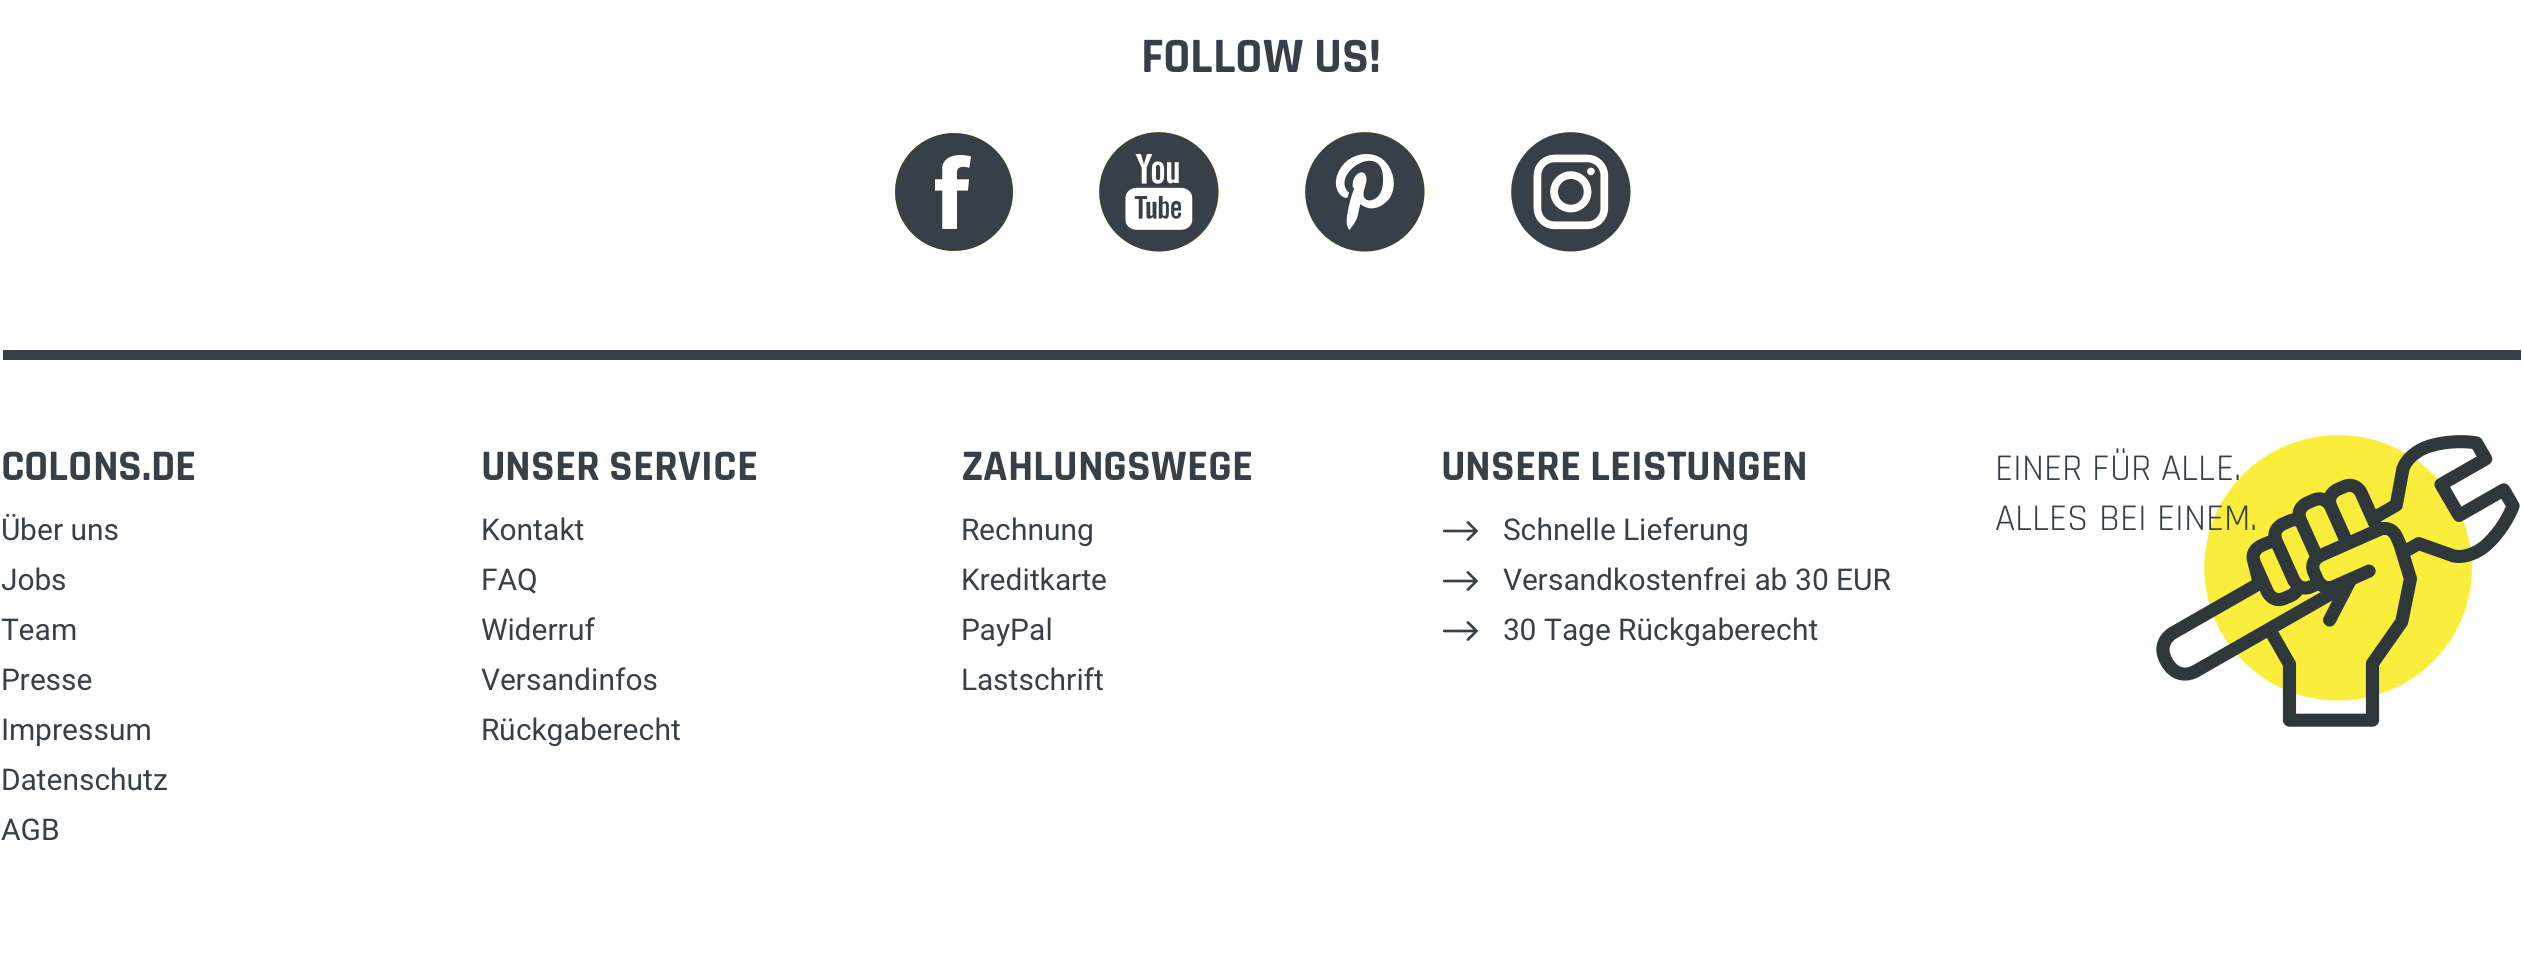 FOLLOW US!
f
You
Tube
COLONS.DE
Über uns
Jobs
Team
Presse
Impressum
Datenschutz
AGB
UNSER SERVICE
Kontakt
FAQ
Widerruf
Versandinfos
Rückgaberecht
ZAHLUNGSWEGE
Rechnung
Kreditkarte
PayPal
Lastschrift
UNSERE LEISTUNGEN
Schnelle Lieferung
Versandkostenfrei ab 30 EUR
30 Tage Rückgaberecht
EINER FÜR ALLE.
ALLES BEI EINEM.